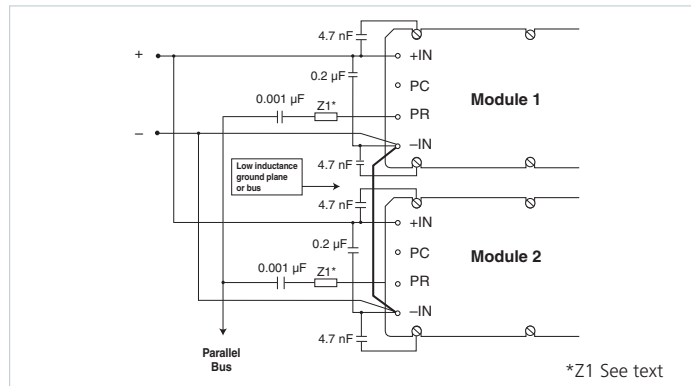 4.7 nF
+
+IN
0.2 µF
PC
Module 1
0.001 µF
Z1*
PR
–
–IN
4.7 nF
Low inductance
ground plane
or bus
4.7 nF
+IN
0.2 µF
PC
Module 2
0.001 µF
Z1*
PR
–IN
4.7 nF
Parallel
Bus
*Z1 See text